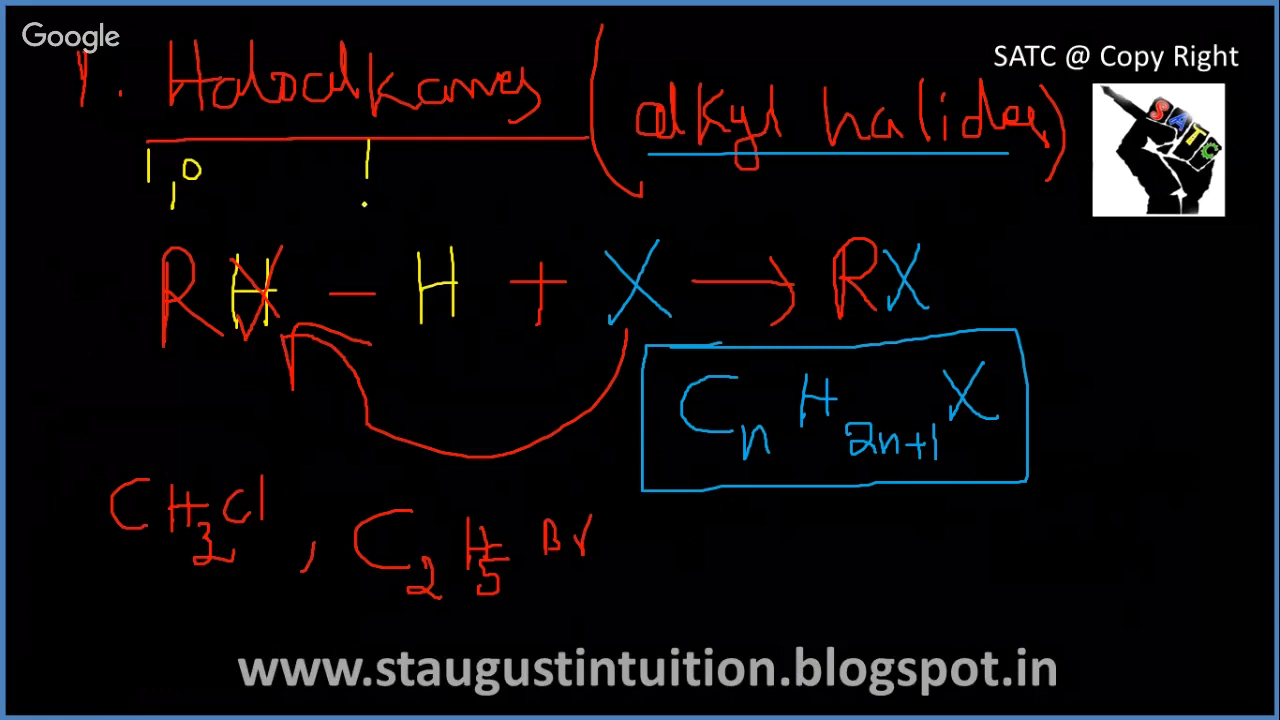 Google
SATC @ Copy Right
1. Haloalkanes (alkyl halides)
SATC
1,0
RH - H + X → RX
CnH2n+1X
CH3Cl, C2H5Br
www.staugustintuition.blogspot.in